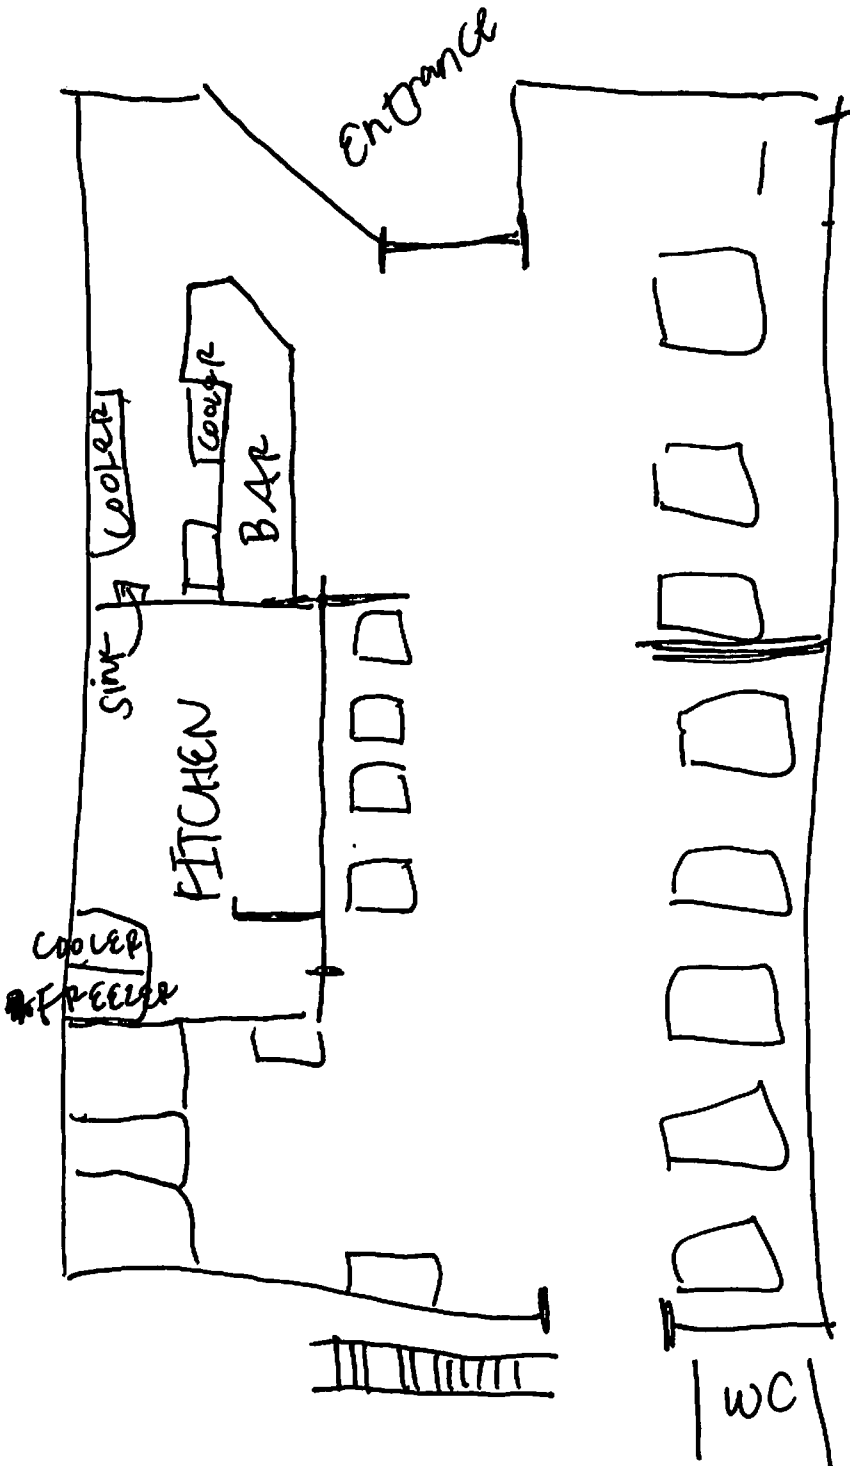 Entrance
COOLER
COOLER
BAR
Sink
KITCHEN
COOLER
FREEZER
WC